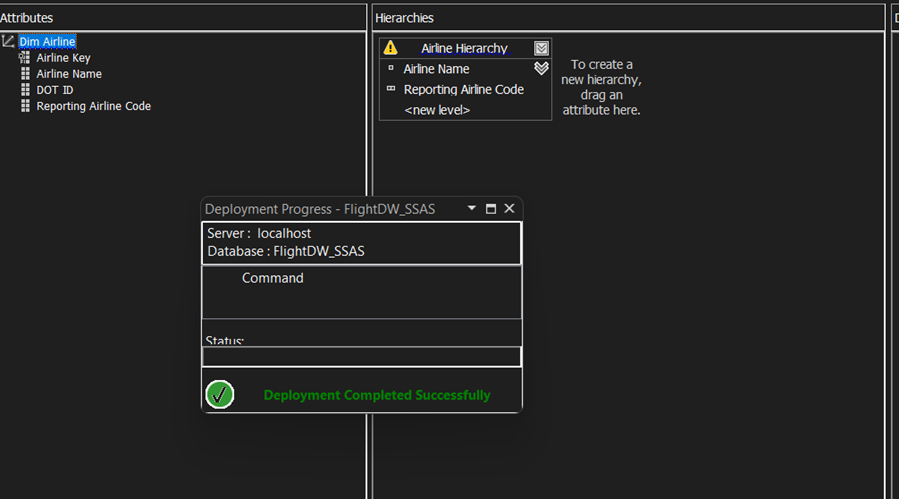 Attributes
Dim Airline
Airline Key
Airline Name
DOT ID
Reporting Airline Code
Hierarchies
Airline Hierarchy
Airline Name
Reporting Airline Code
<new level>
To create a
new hierarchy,
drag an
attribute here.
Deployment Progress - FlightDW_SSAS
Server : localhost
Database : FlightDW_SSAS
Command
Status:
Deployment Completed Successfully